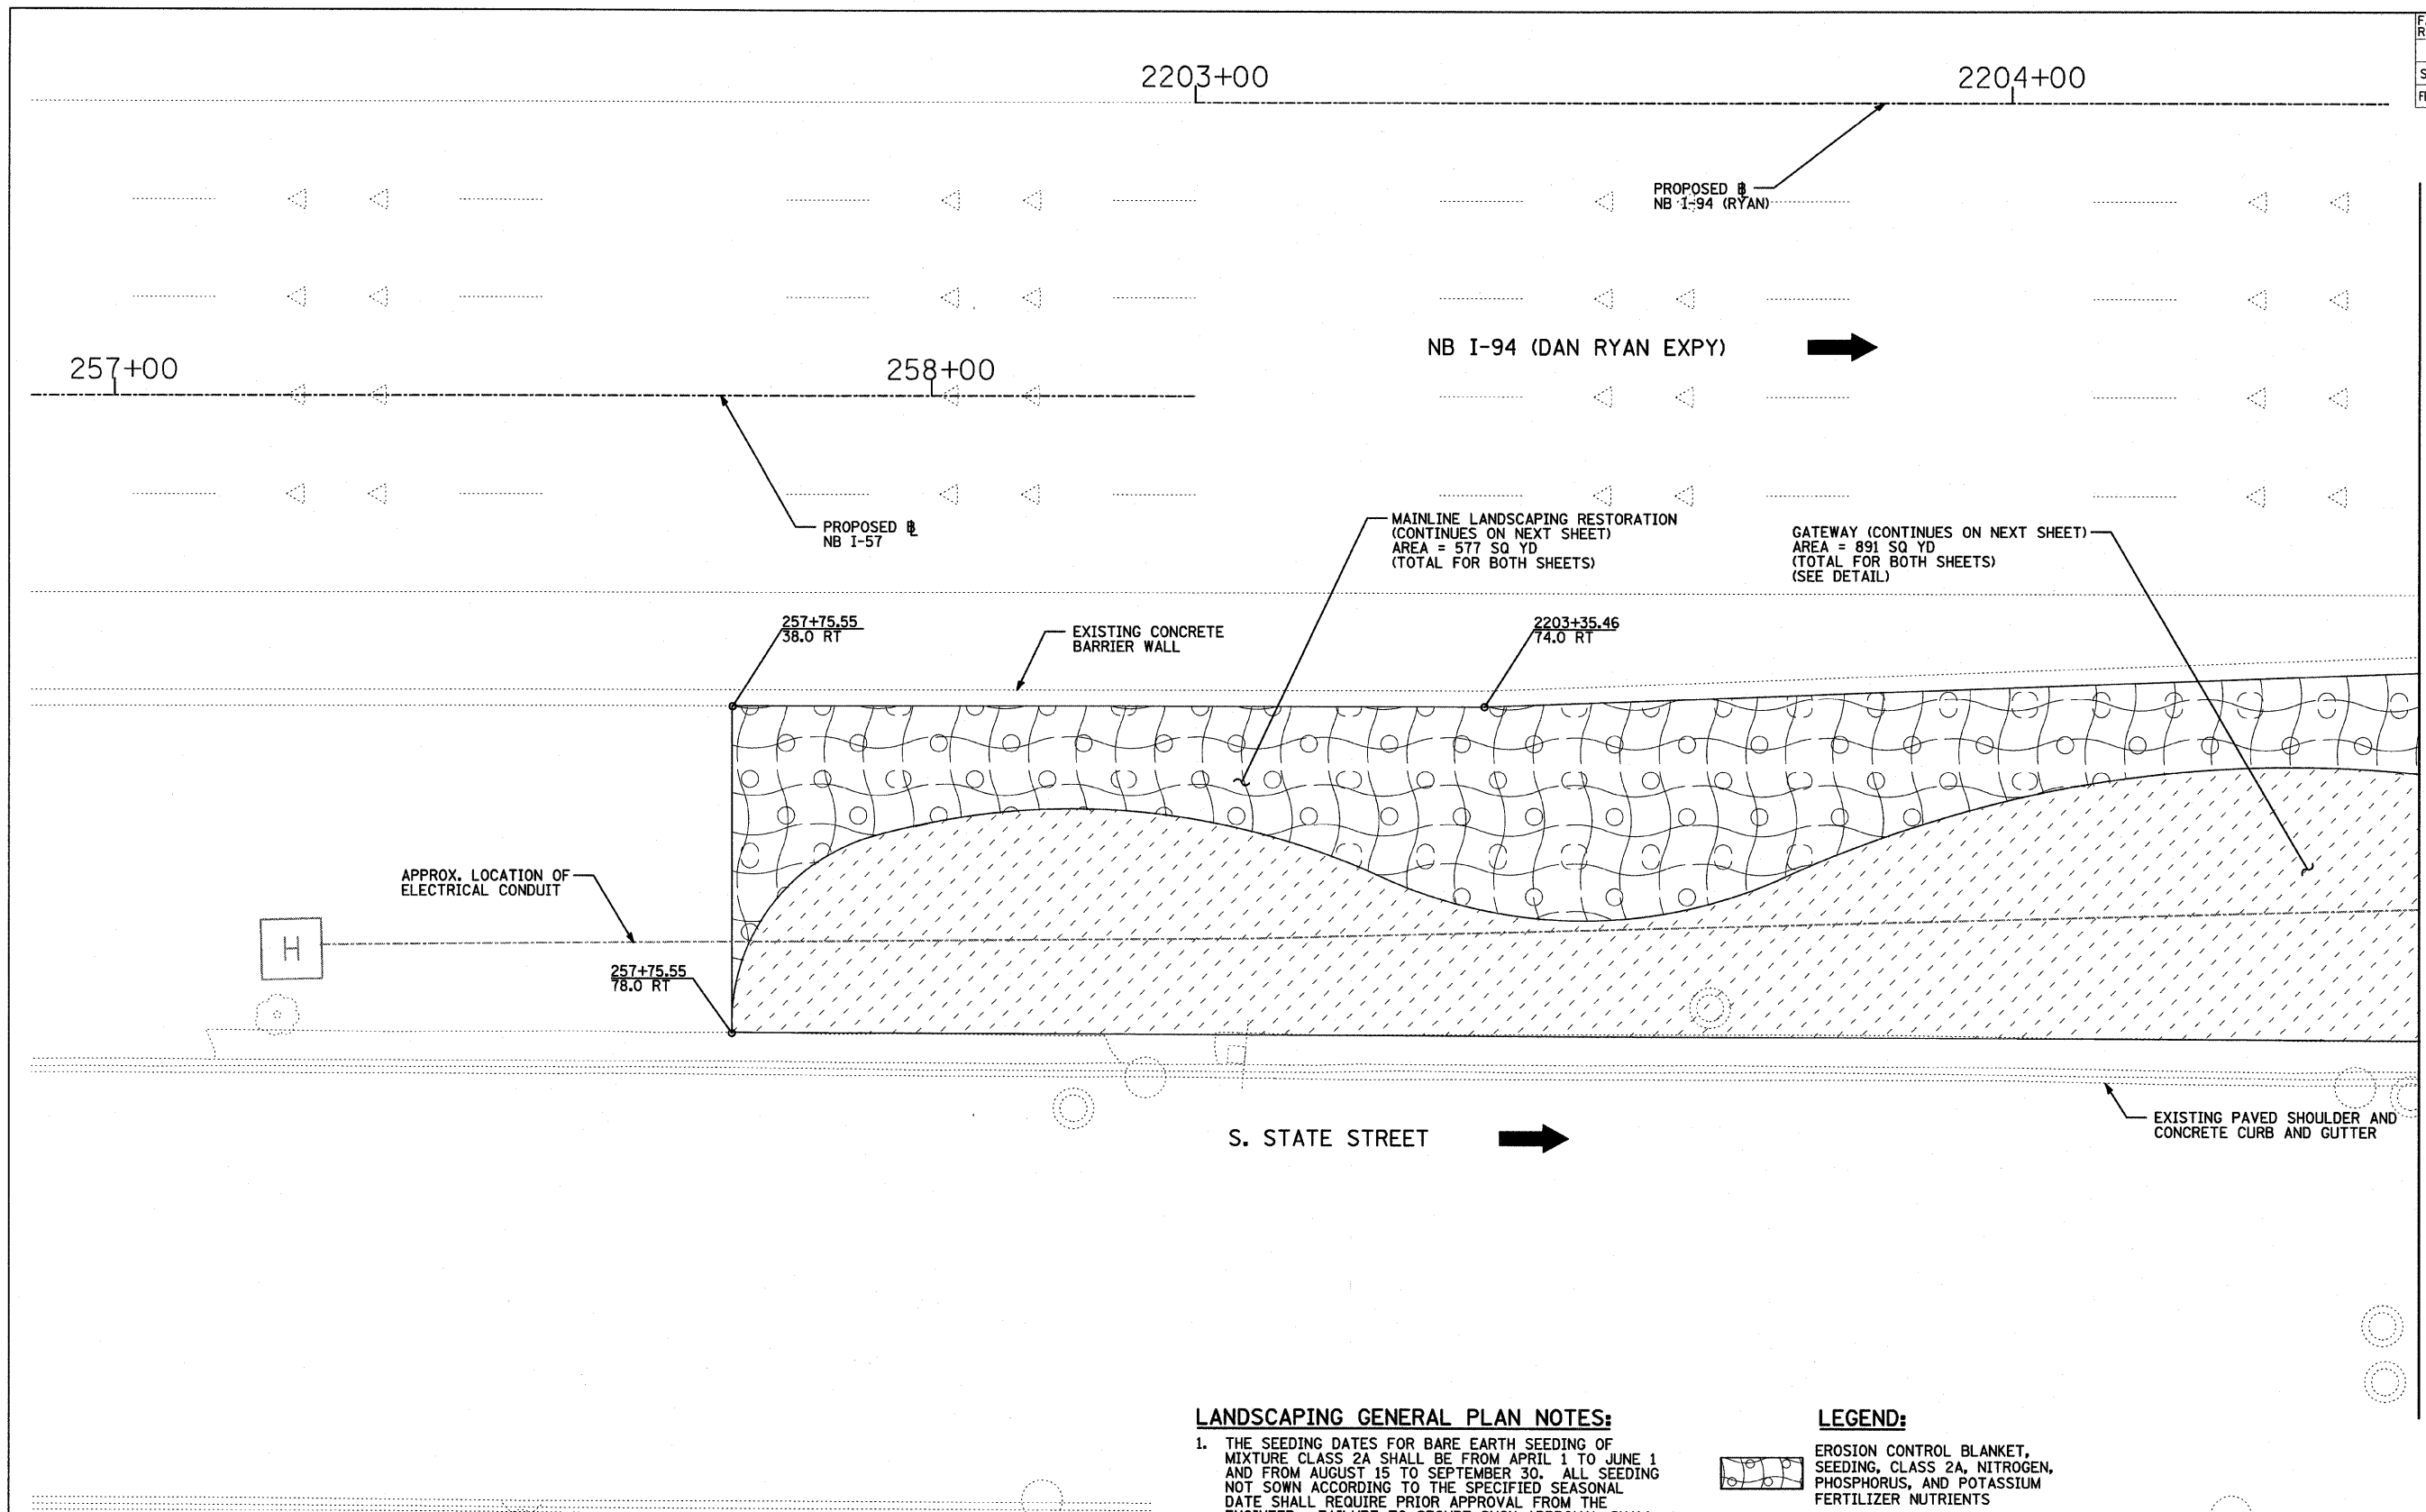 2203+00
2204+00
PROPOSED ⅊
NB I-94 (RYAN)
NB I-94 (DAN RYAN EXPY)
257+00
258+00
PROPOSED ⅊
NB I-57
MAINLINE LANDSCAPING RESTORATION
(CONTINUES ON NEXT SHEET)
AREA = 577 SQ YD
(TOTAL FOR BOTH SHEETS)
GATEWAY (CONTINUES ON NEXT SHEET)
AREA = 891 SQ YD
(TOTAL FOR BOTH SHEETS)
(SEE DETAIL)
257+75.55
38.0 RT
EXISTING CONCRETE
BARRIER WALL
2203+35.46
74.0 RT
APPROX. LOCATION OF
ELECTRICAL CONDUIT
H
257+75.55
78.0 RT
S. STATE STREET
EXISTING PAVED SHOULDER AND
CONCRETE CURB AND GUTTER
LANDSCAPING GENERAL PLAN NOTES:
1. THE SEEDING DATES FOR BARE EARTH SEEDING OF
MIXTURE CLASS 2A SHALL BE FROM APRIL 1 TO JUNE 1
AND FROM AUGUST 15 TO SEPTEMBER 30. ALL SEEDING
NOT SOWN ACCORDING TO THE SPECIFIED SEASONAL
DATE SHALL REQUIRE PRIOR APPROVAL FROM THE
LEGEND:
EROSION CONTROL BLANKET,
SEEDING, CLASS 2A, NITROGEN,
PHOSPHORUS, AND POTASSIUM
FERTILIZER NUTRIENTS